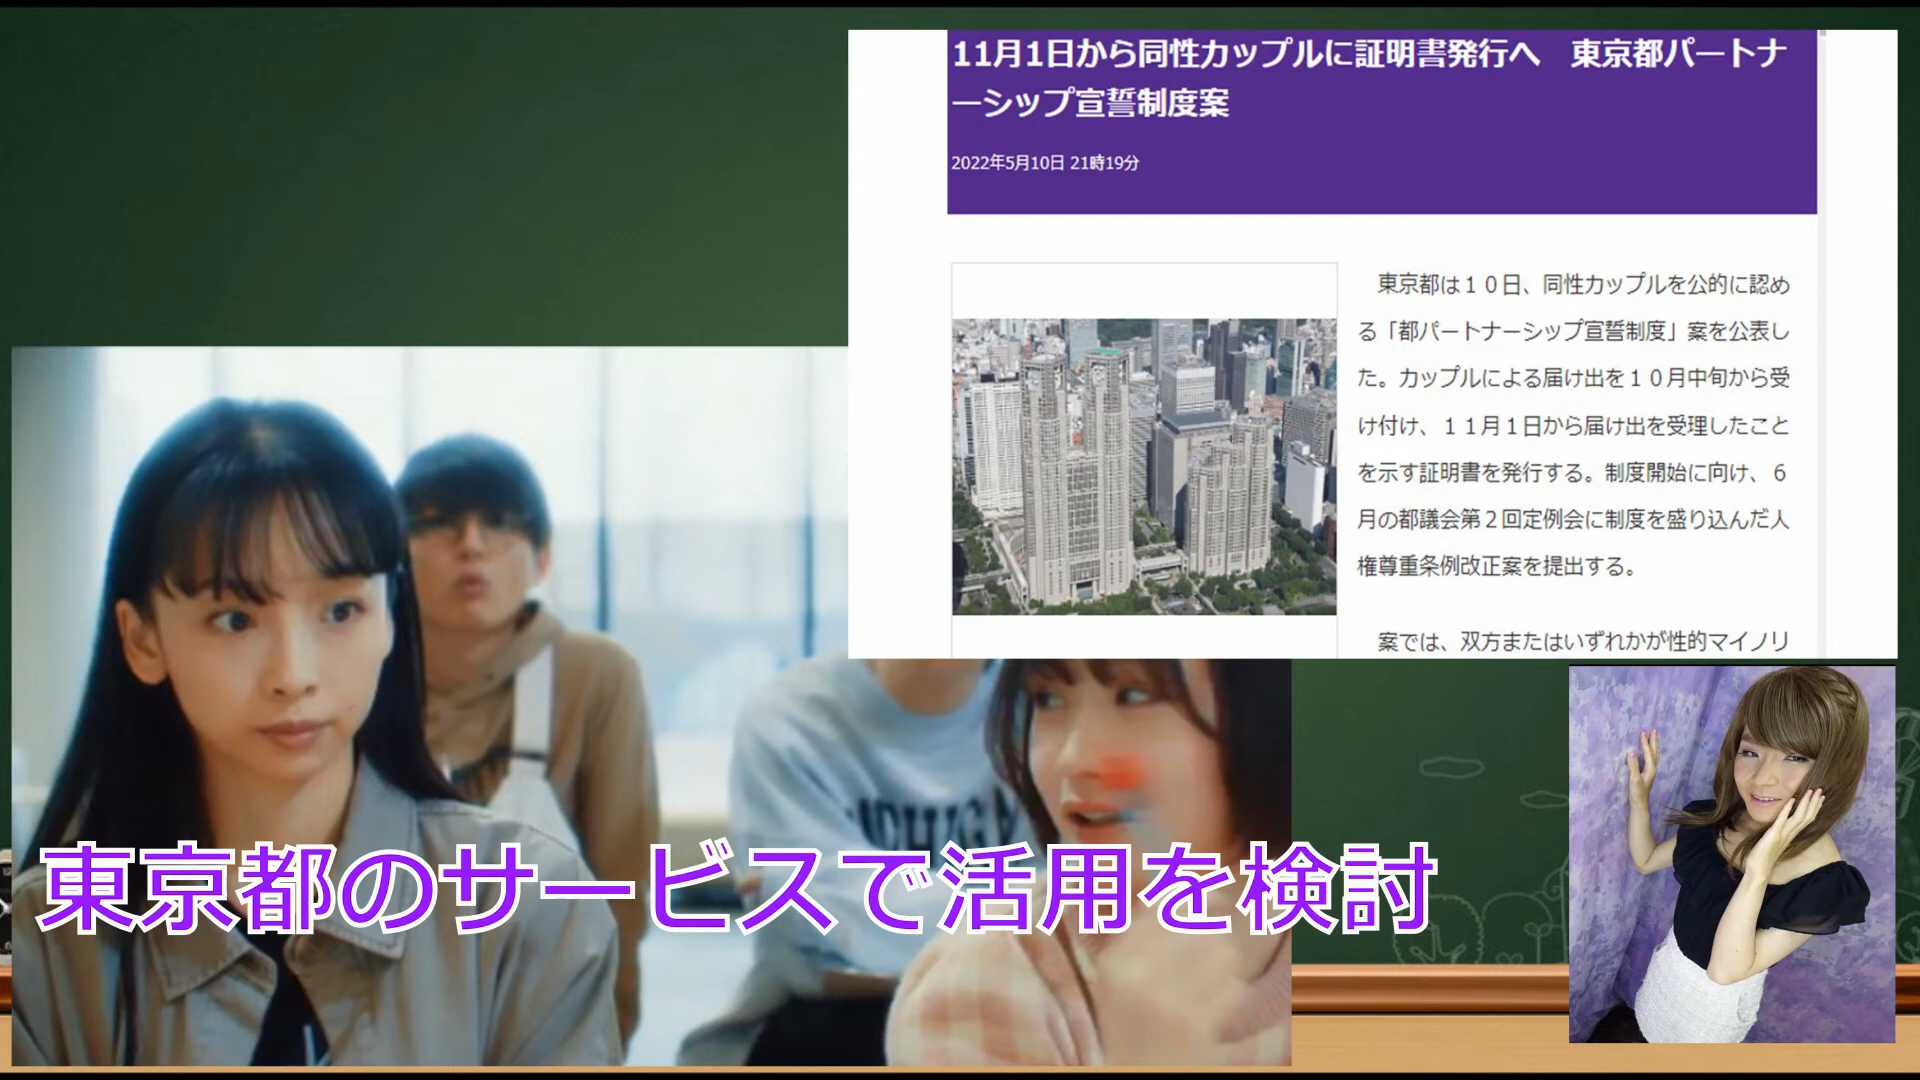 11月1日から同性カップルに証明書発行へ　東京都パートナ
ーシップ宣誓制度案
2022年5月10日 21時19分
東京都は１０日、同性カップルを公的に認め
る「都パートナーシップ宣誓制度」案を公表し
た。カップルによる届け出を１０月中旬から受
け付け、１１月１日から届け出を受理したこと
を示す証明書を発行する。制度開始に向け、６
月の都議会第２回定例会に制度を盛り込んだ人
権尊重条例改正案を提出する。
案では、双方またはいずれかが性的マイノリ
東京都のサービスで活用を検討